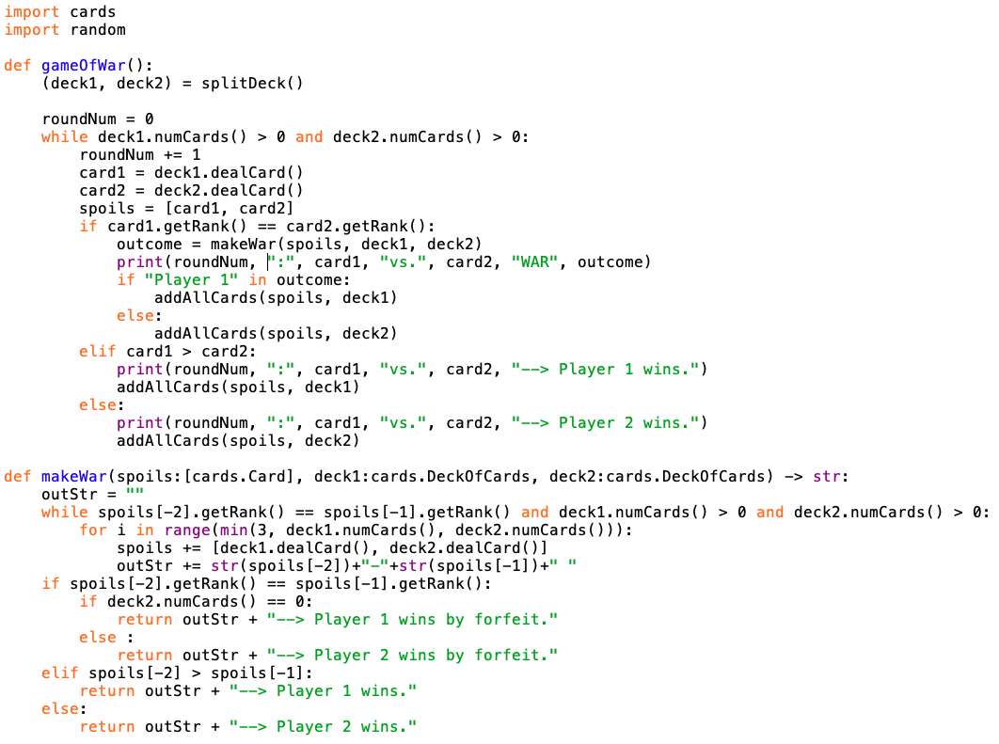 import cards
import random

def gameOfWar():
    (deck1, deck2) = splitDeck()

    roundNum = 0
    while deck1.numCards() > 0 and deck2.numCards() > 0:
        roundNum += 1
        card1 = deck1.dealCard()
        card2 = deck2.dealCard()
        spoils = [card1, card2]
        if card1.getRank() == card2.getRank():
            outcome = makeWar(spoils, deck1, deck2)
            print(roundNum, ":", card1, "vs.", card2, "WAR", outcome)
            if "Player 1" in outcome:
                addAllCards(spoils, deck1)
            else:
                addAllCards(spoils, deck2)
        elif card1 > card2:
            print(roundNum, ":", card1, "vs.", card2, "--> Player 1 wins.")
            addAllCards(spoils, deck1)
        else:
            print(roundNum, ":", card1, "vs.", card2, "--> Player 2 wins.")
            addAllCards(spoils, deck2)

def makeWar(spoils:[cards.Card], deck1:cards.DeckOfCards, deck2:cards.DeckOfCards) -> str:
    outStr = ""
    while spoils[-2].getRank() == spoils[-1].getRank() and deck1.numCards() > 0 and deck2.numCards() > 0:
        for i in range(min(3, deck1.numCards(), deck2.numCards())):
            spoils += [deck1.dealCard(), deck2.dealCard()]
            outStr += str(spoils[-2])+"-"+str(spoils[-1])+" "
    if spoils[-2].getRank() == spoils[-1].getRank():
        if deck2.numCards() == 0:
            return outStr + "--> Player 1 wins by forfeit."
        else :
            return outStr + "--> Player 2 wins by forfeit."
    elif spoils[-2] > spoils[-1]:
        return outStr + "--> Player 1 wins."
    else:
        return outStr + "--> Player 2 wins."